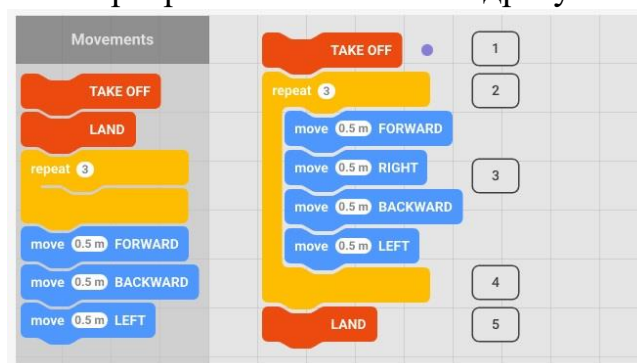 Movements
TAKE OFF
LAND
repeat 3
move 0.5 m FORWARD
move 0.5 m BACKWARD
move 0.5 m LEFT
TAKE OFF
1
repeat 3
2
move 0.5 m FORWARD
move 0.5 m RIGHT
3
move 0.5 m BACKWARD
move 0.5 m LEFT
4
LAND
5